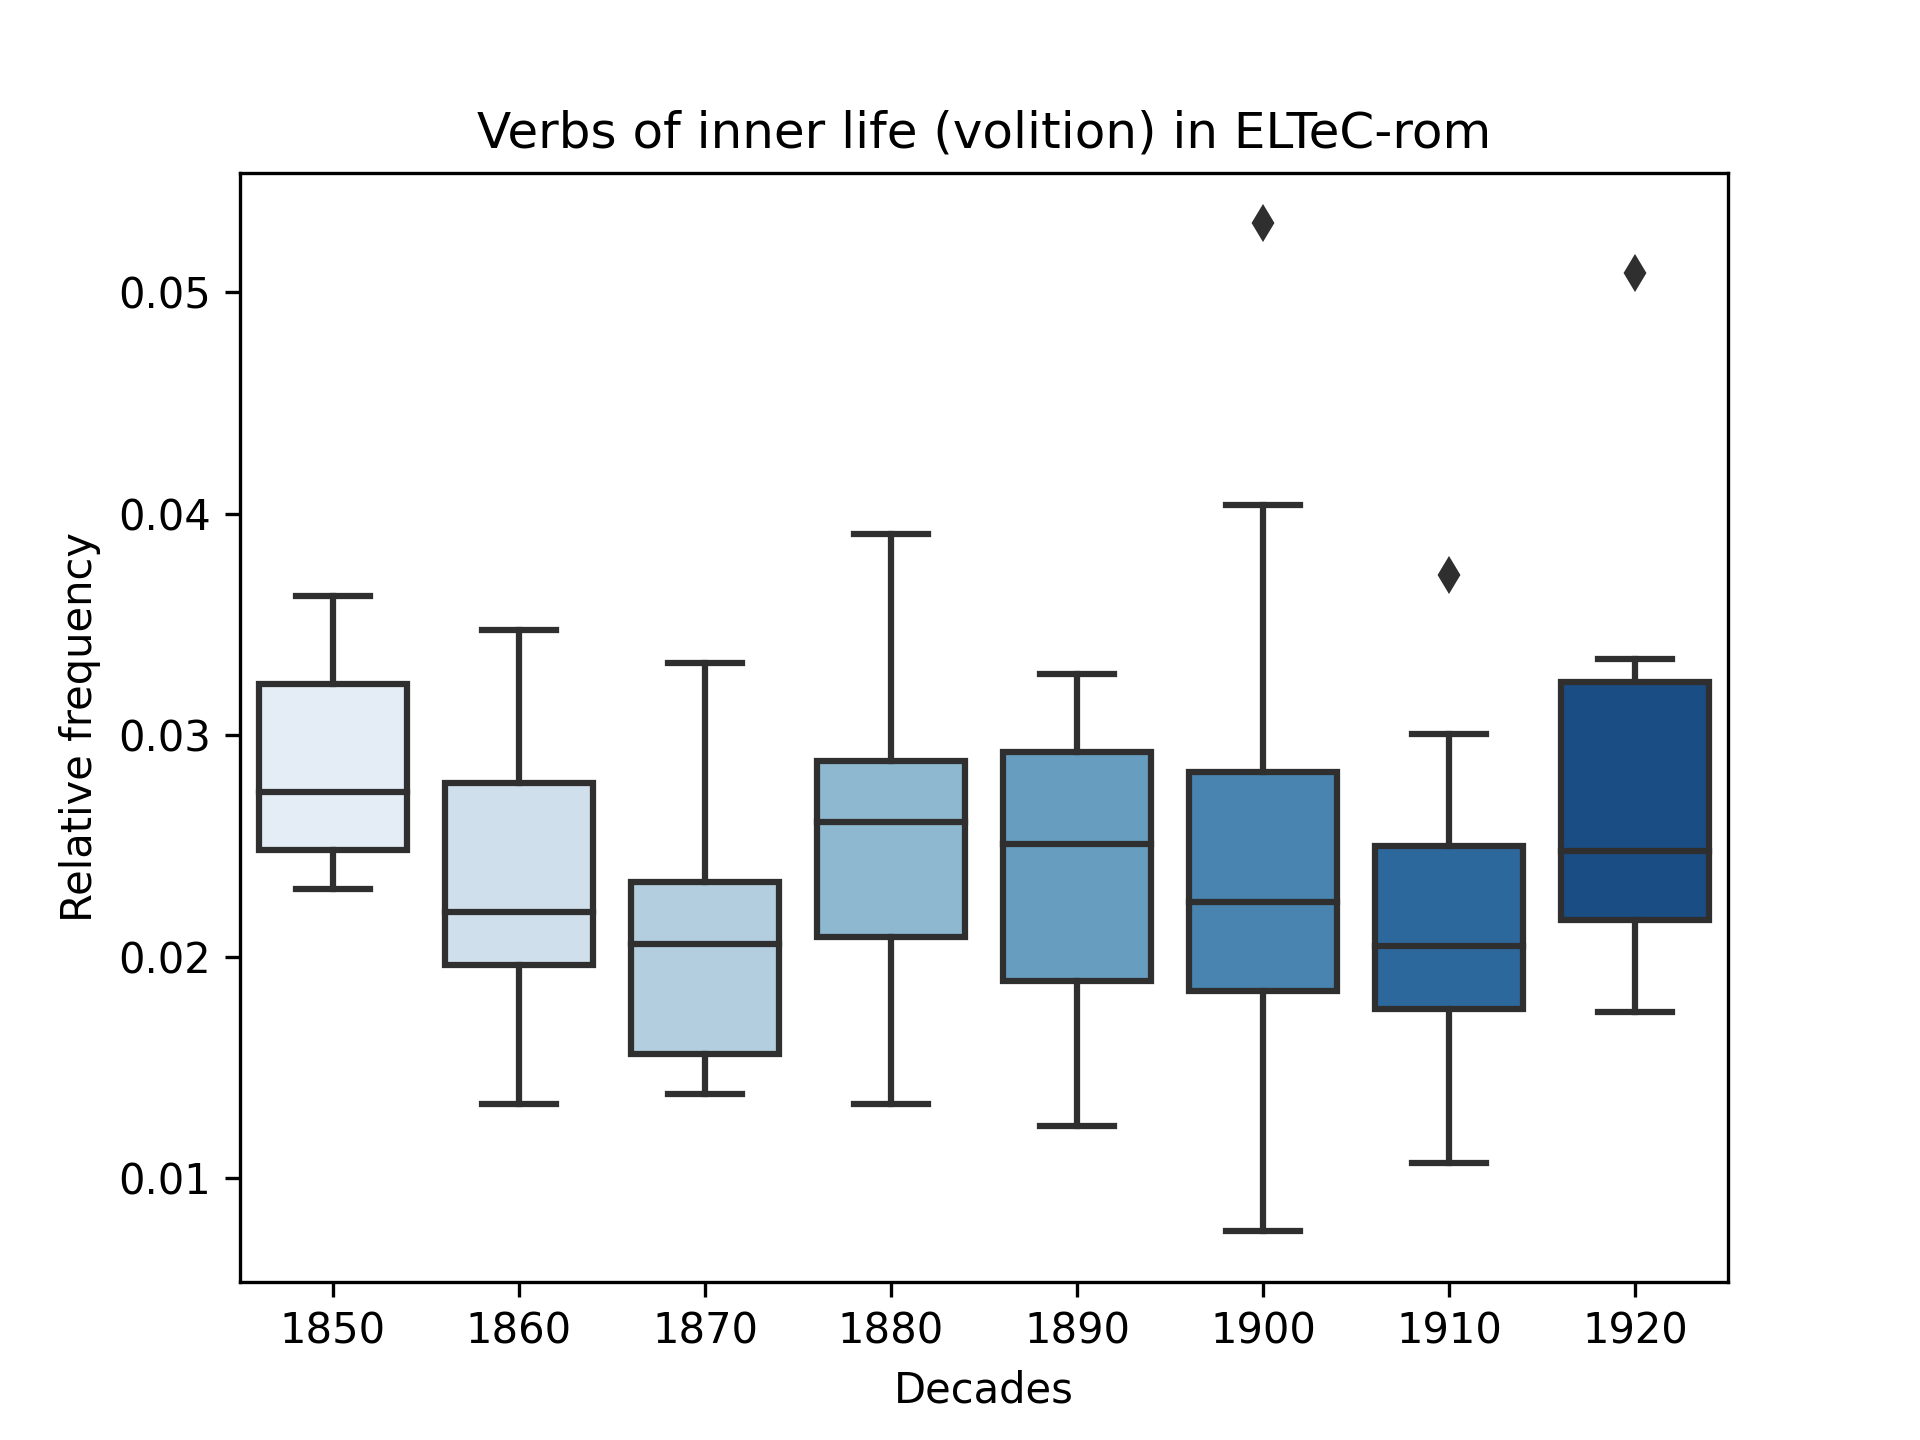 Verbs of inner life (volition) in ELTeC-rom
Relative frequency
0.05
0.04
0.03
0.02
0.01
1850 1860 1870 1880 1890 1900 1910 1920
Decades